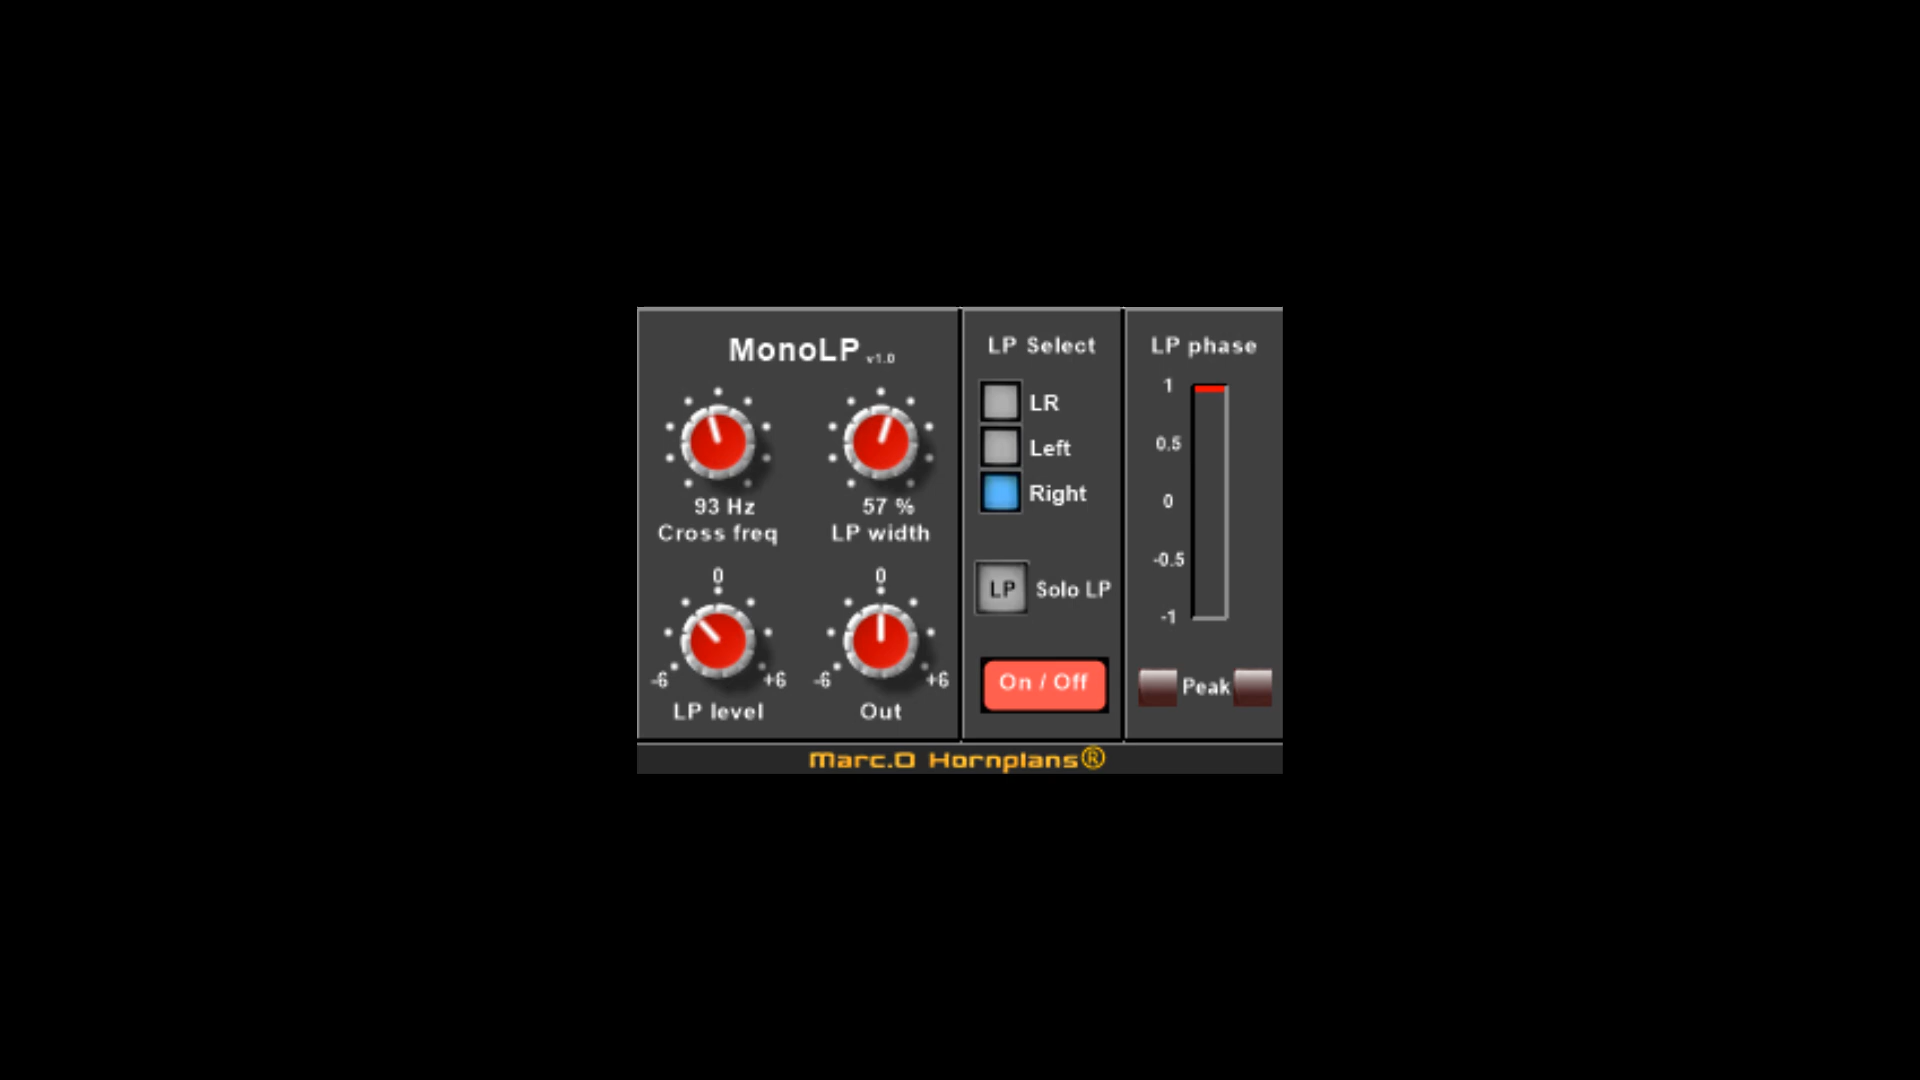 MonoLP v1.0
93 Hz
Cross freq
57 %
LP width
0
-6
+6
LP level
0
-6
+6
Out
LP Select
LR
Left
Right
LP
Solo LP
On / Off
LP phase
1
0.5
0
-0.5
-1
Peak
Marc.O Hornplans®